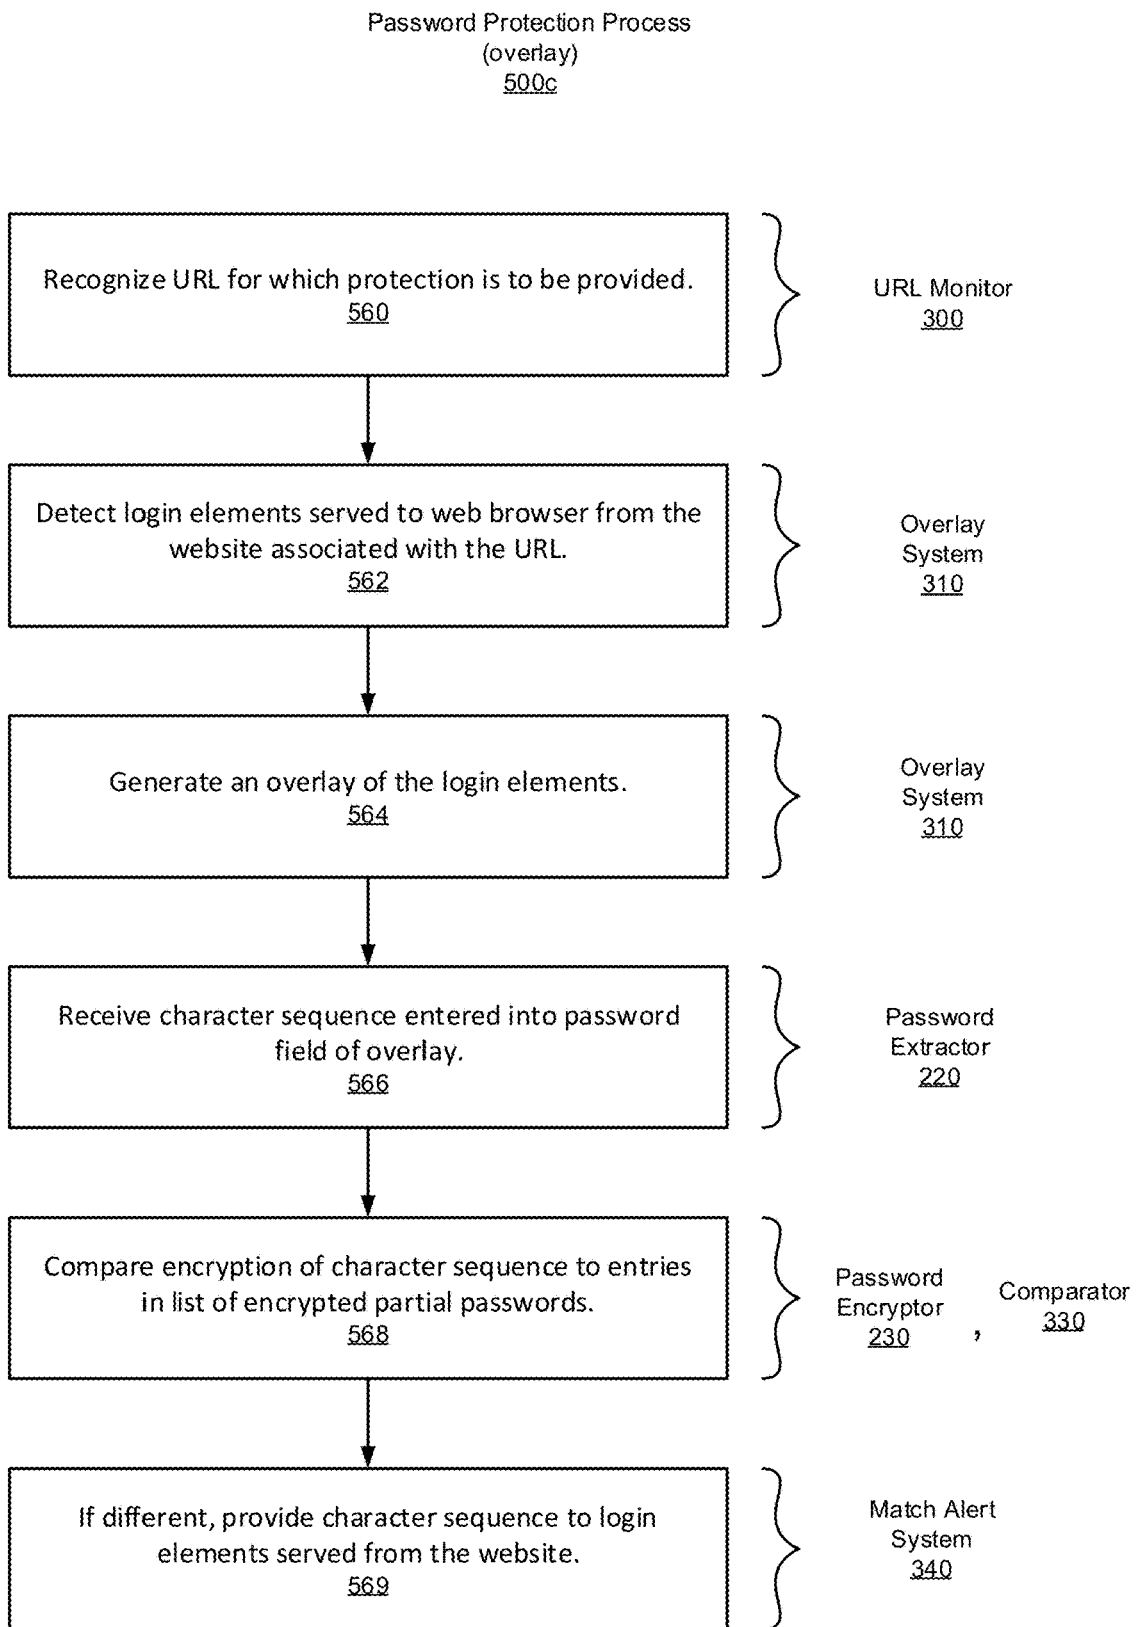 Password Protection Process
(overlay)
500c
Recognize URL for which protection is to be provided.
560
URL Monitor
300
Detect login elements served to web browser from the
website associated with the URL.
562
Overlay
System
310
Generate an overlay of the login elements.
564
Overlay
System
310
Receive character sequence entered into password
field of overlay.
566
Password
Extractor
220
Compare encryption of character sequence to entries
in list of encrypted partial passwords.
568
Password
Encryptor
230
,
Comparator
330
If different, provide character sequence to login
elements served from the website.
569
Match Alert
System
340